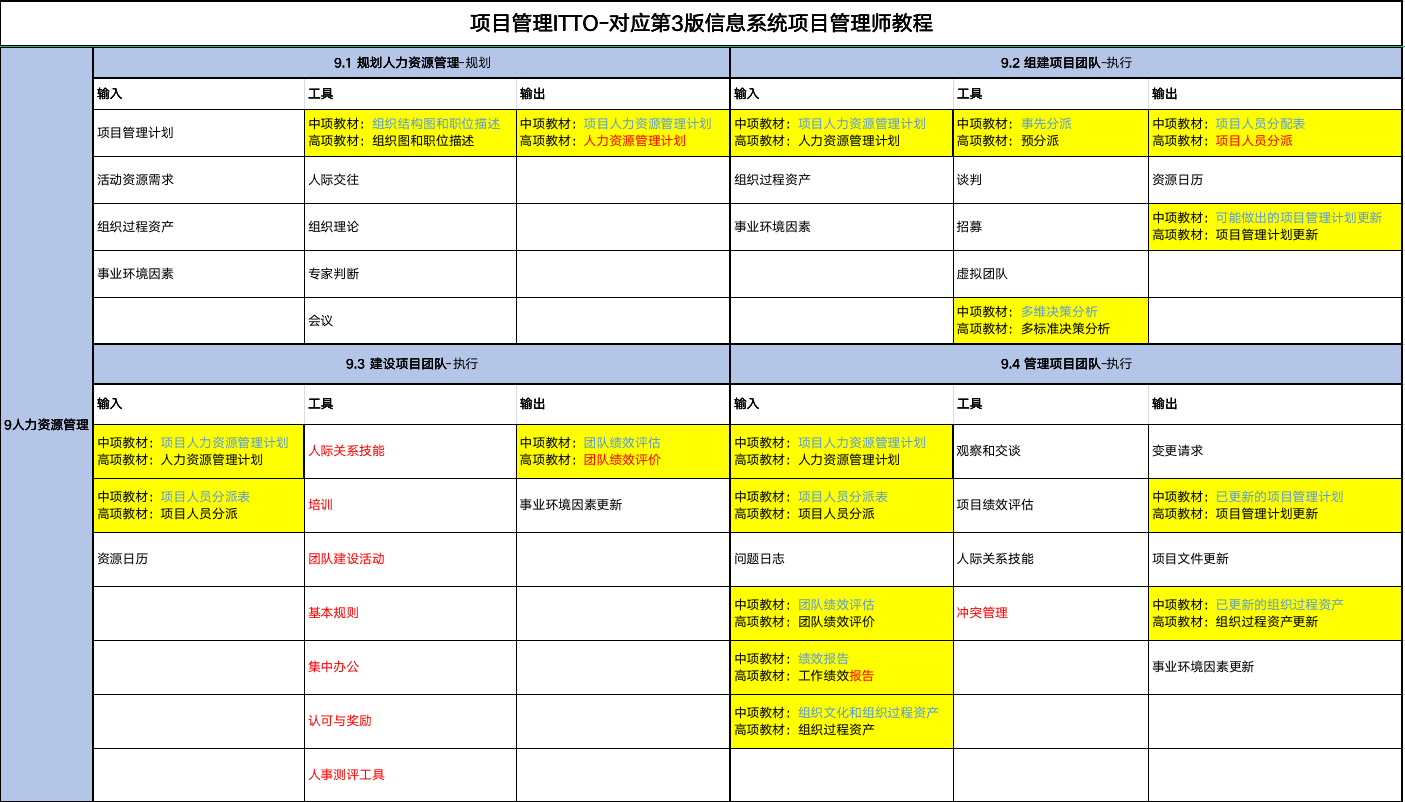 项目管理ITTO-对应第3版信息系统项目管理师教程
9人力资源管理
9.1 规划人力资源管理-规划
9.2 组建项目团队-执行
输入
工具
输出
输入
工具
输出
项目管理计划
中项教材：组织结构图和职位描述
高项教材：组织图和职位描述
中项教材：项目人力资源管理计划
高项教材：人力资源管理计划
中项教材：项目人力资源管理计划
高项教材：人力资源管理计划
中项教材：事先分派
高项教材：预分派
中项教材：项目人员分配表
高项教材：项目人员分派
活动资源需求
人际交往
组织过程资产
谈判
资源日历
组织过程资产
组织理论
事业环境因素
招募
中项教材：可能做出的项目管理计划更新
高项教材：项目管理计划更新
事业环境因素
专家判断
虚拟团队
会议
中项教材：多维决策分析
高项教材：多标准决策分析
9.3 建设项目团队-执行
9.4 管理项目团队-执行
输入
工具
输出
输入
工具
输出
中项教材：项目人力资源管理计划
高项教材：人力资源管理计划
人际关系技能
中项教材：团队绩效评估
高项教材：团队绩效评价
中项教材：项目人力资源管理计划
高项教材：人力资源管理计划
观察和交谈
变更请求
中项教材：项目人员分派表
高项教材：项目人员分派
培训
事业环境因素更新
中项教材：项目人员分派表
高项教材：项目人员分派
项目绩效评估
中项教材：已更新的项目管理计划
高项教材：项目管理计划更新
资源日历
团队建设活动
问题日志
人际关系技能
项目文件更新
基本规则
中项教材：团队绩效评估
高项教材：团队绩效评价
冲突管理
中项教材：已更新的组织过程资产
高项教材：组织过程资产更新
集中办公
中项教材：绩效报告
高项教材：工作绩效报告
事业环境因素更新
认可与奖励
中项教材：组织文化和组织过程资产
高项教材：组织过程资产
人事测评工具